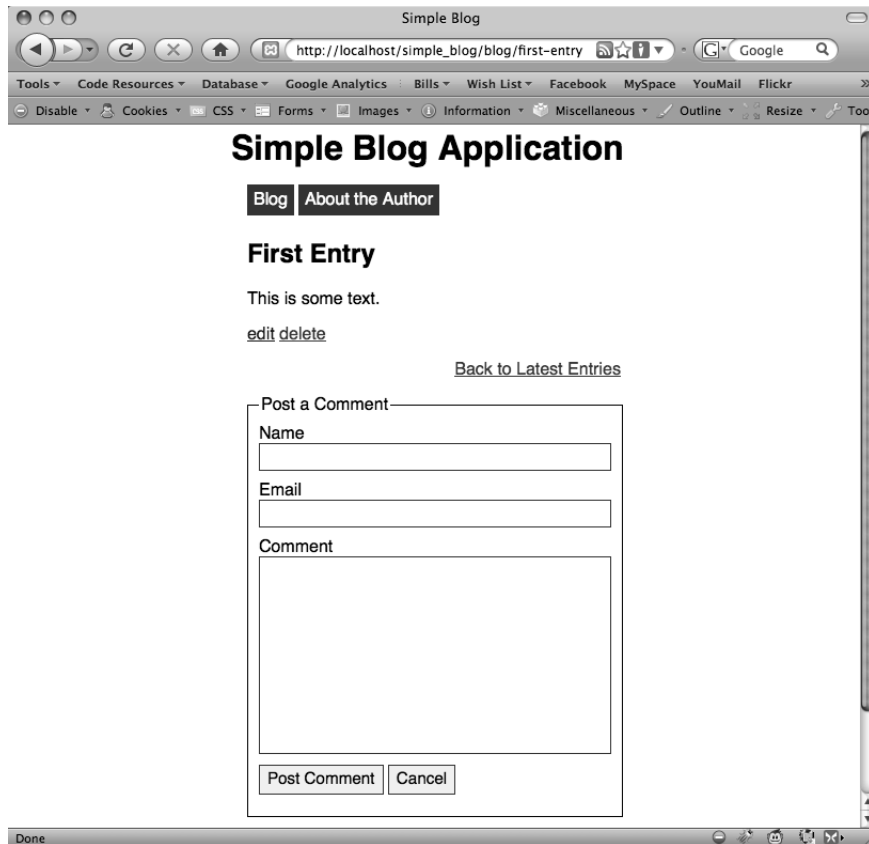 Simple Blog
http://localhost/simple_blog/blog/first-entry G Google
Tools Code Resources Database Google Analytics Bills Wish List Facebook MySpace YouMail Flickr »
Disable Cookies CSS Forms Images Information Miscellaneous Outline Resize Too
Simple Blog Application
Blog About the Author
First Entry
This is some text.
edit delete
Back to Latest Entries
Post a Comment
Name
Email
Comment
Post Comment Cancel
Done